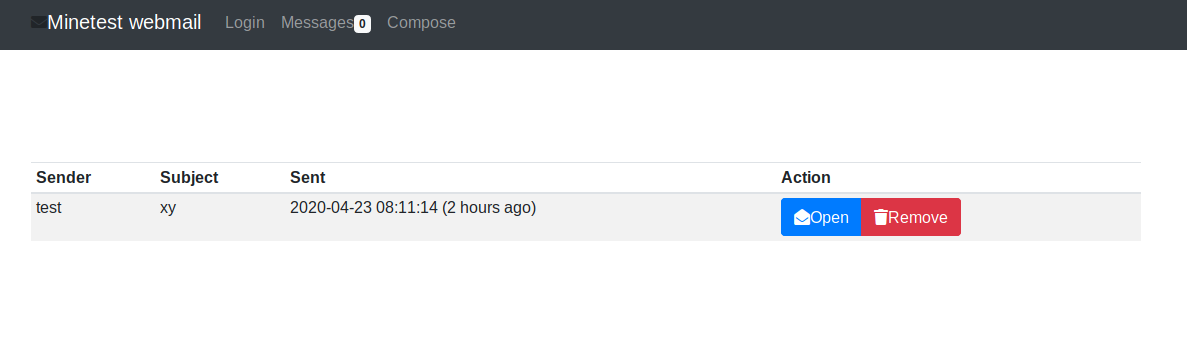 Minetest webmail Login Messages 0 Compose
Sender Subject Sent Action
test xy 2020-04-23 08:11:14 (2 hours ago) Open Remove